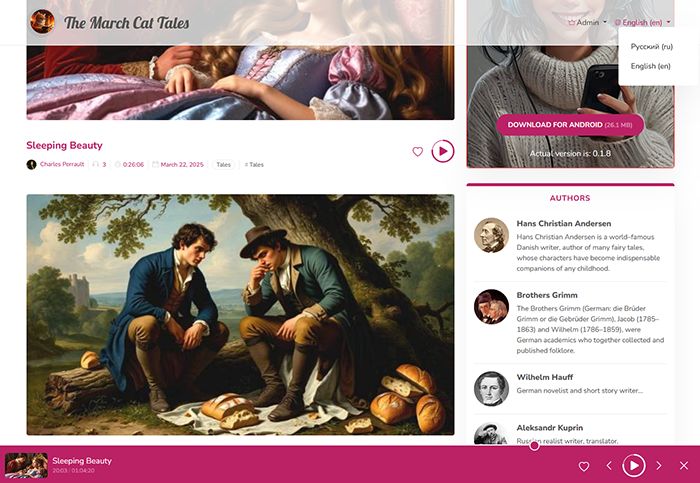 The March Cat Tales
Admin
English (en)
Русский (ru)
English (en)
DOWNLOAD FOR ANDROID (26.1 MB)
Actual version is: 0.1.8
Sleeping Beauty
Charles Perrault 3 0:26:06 March 22, 2025 Tales # Tales
AUTHORS
Hans Christian Andersen
Hans Christian Andersen is a world-famous
Danish writer, author of many fairy tales,
whose characters have become indispensable
companions of any childhood.
Brothers Grimm
The Brothers Grimm (German: die Brüder
Grimm or die Gebrüder Grimm), Jacob (1785–
1863) and Wilhelm (1786–1859), were
German academics who together collected and
published folklore.
Wilhelm Hauff
German novelist and short story writer...
Aleksandr Kuprin
Russian realist writer, translator.
Sleeping Beauty
20:03 / 01:04:20